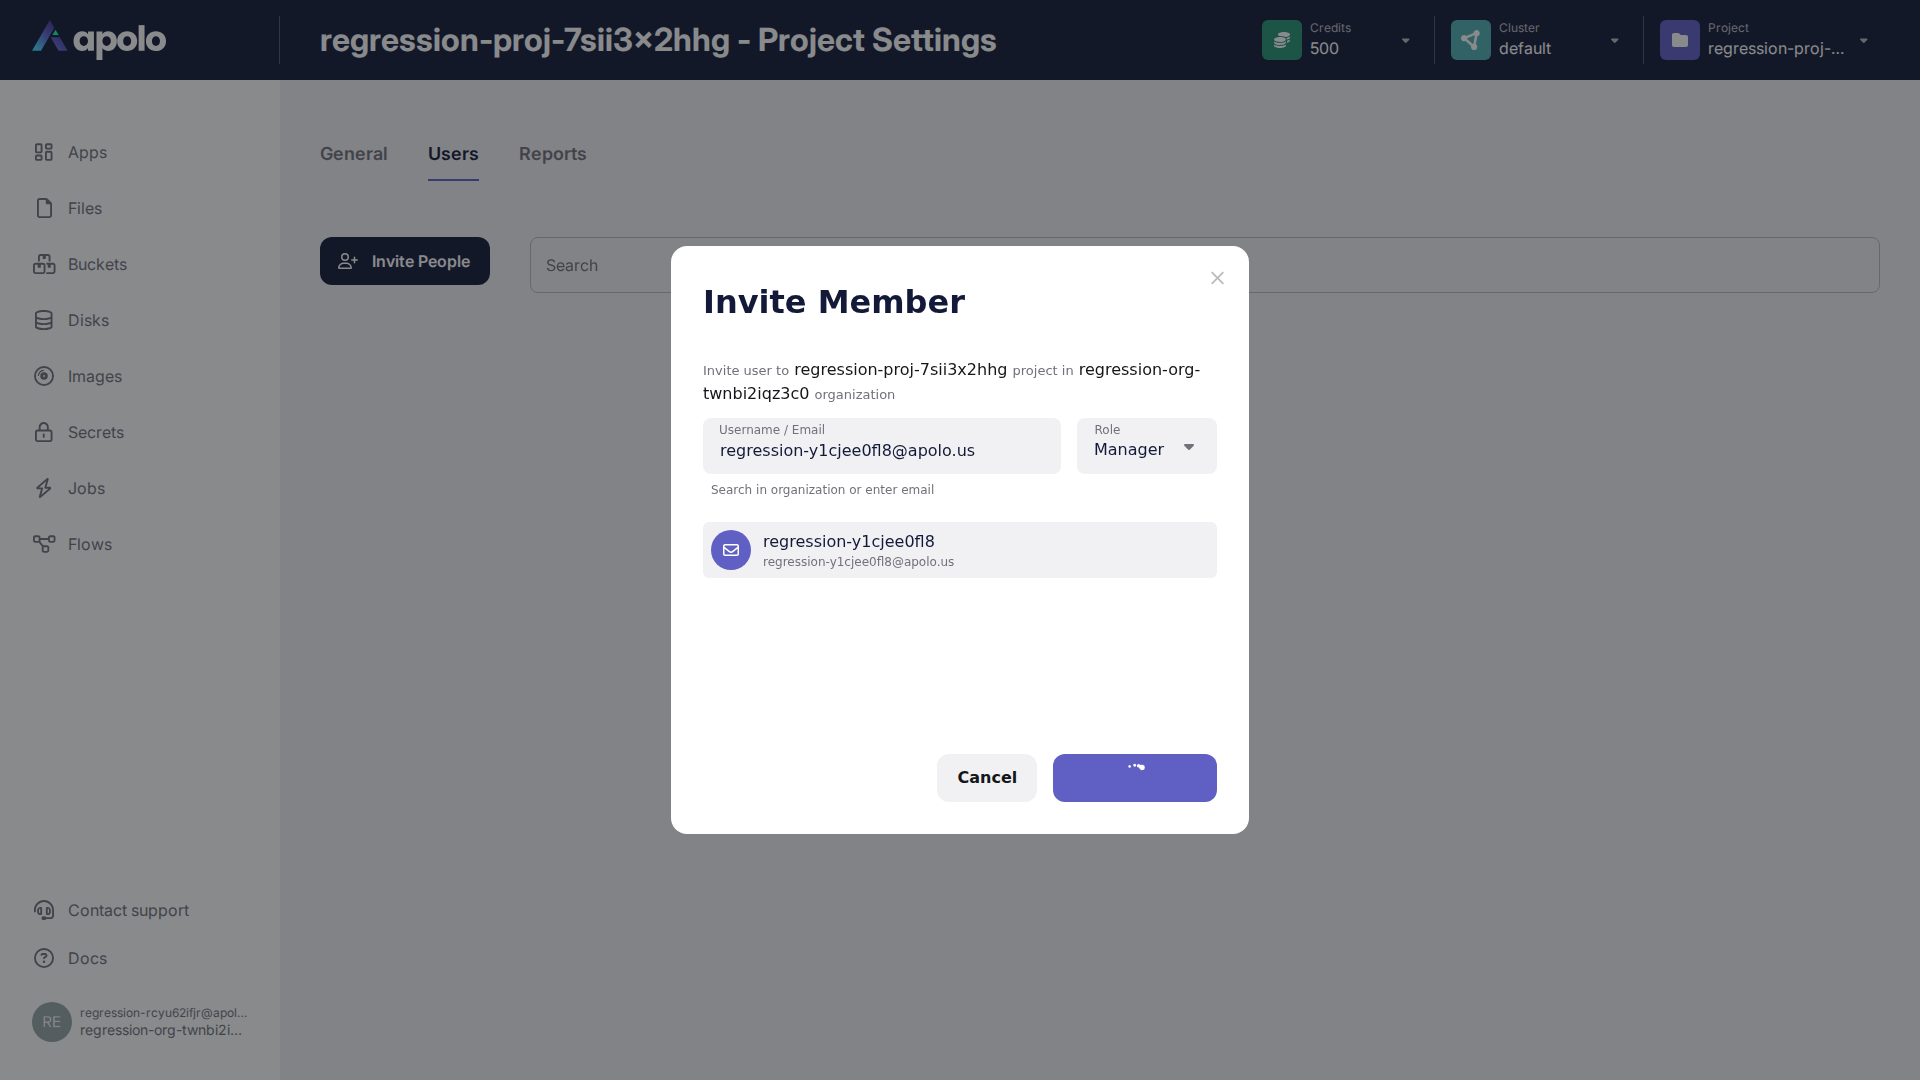 apolo
regression-proj-7sii3x2hhg - Project Settings
Credits
500
Cluster
default
Project
regression-proj-...
Apps
Files
Buckets
Disks
Images
Secrets
Jobs
Flows
General
Users
Reports
Invite People
Search
Invite Member
Invite user to regression-proj-7sii3x2hhg project in regression-org-
twnbi2iqz3c0 organization
Username / Email
regression-y1cjee0fl8@apolo.us
Role
Manager
Search in organization or enter email
regression-y1cjee0fl8
regression-y1cjee0fl8@apolo.us
Cancel
Contact support
Docs
RE
regression-rcyu62ifjr@apol...
regression-org-twnbi2i...